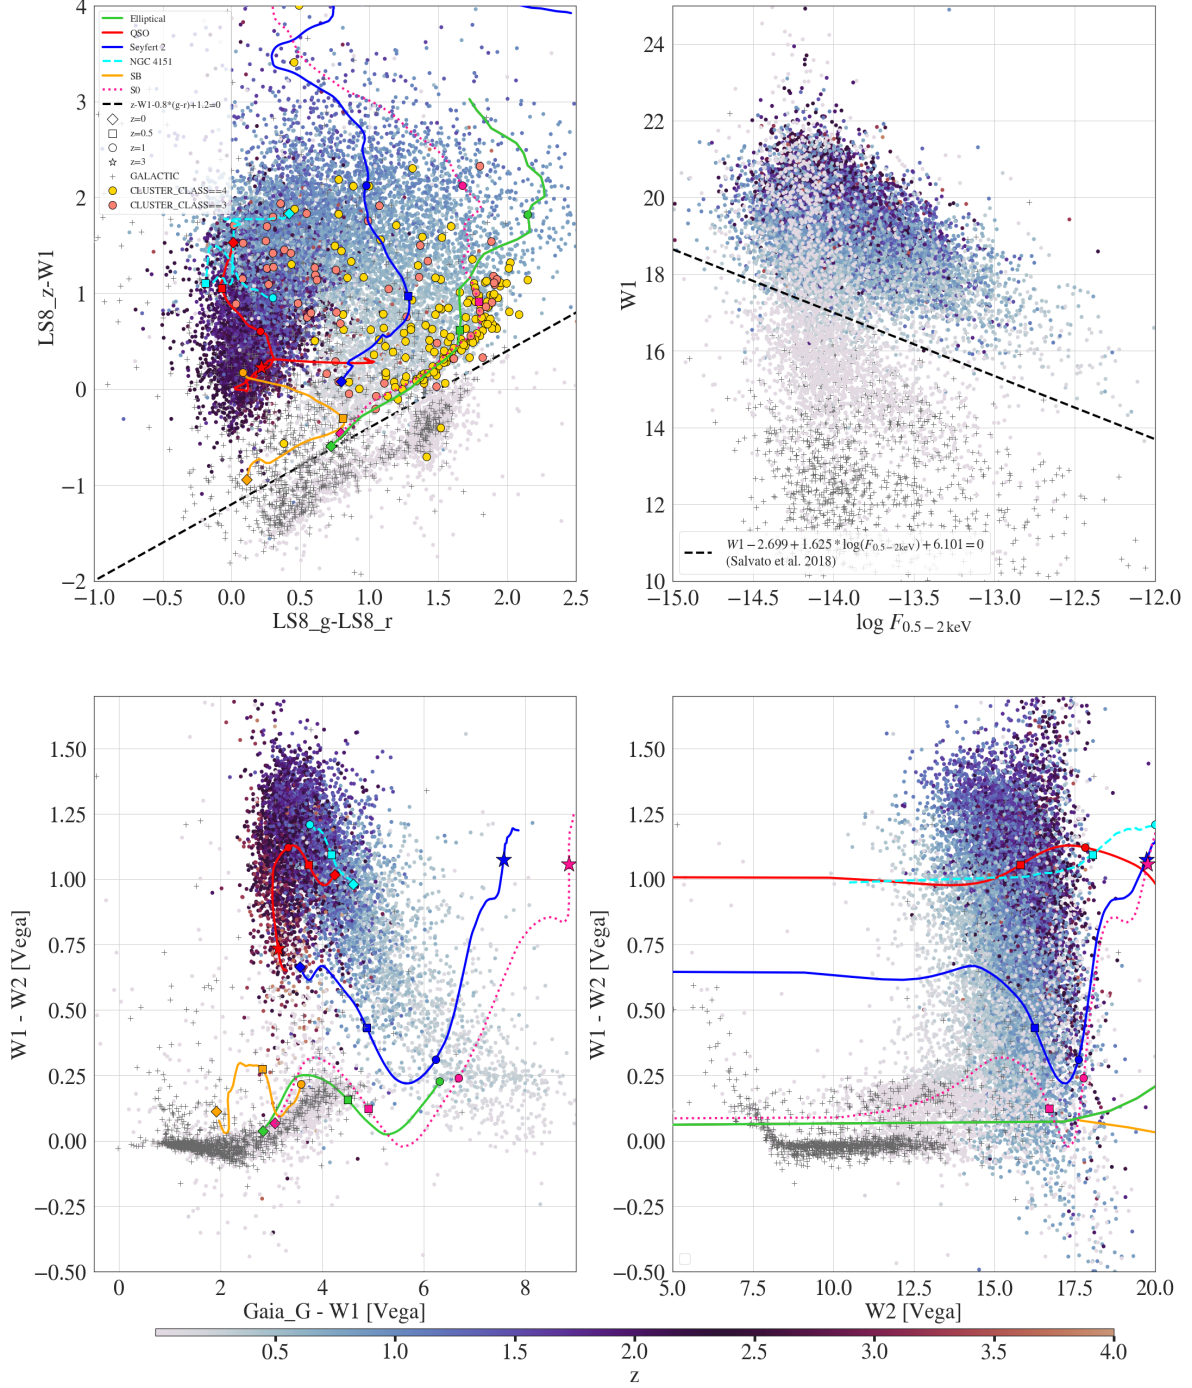 4
3
2
1
0
−1
−2
LS8_z-W1
Elliptical
QSO
Seyfert 2
NGC 4151
SB
S0
z-W1-0.8*(g-r)+1.2=0
z=0
z=0.5
z=1
z=3
GALACTIC
CLUSTER_CLASS==4
CLUSTER_CLASS==3
−1.0 −0.5 0.0 0.5 1.0 1.5 2.0 2.5
LS8_g-LS8_r
24
22
20
18
16
14
12
10
W1
W1−2.699+1.625*log(F0.5−2keV)+6.101=0
(Salvato et al. 2018)
−15.0 −14.5 −14.0 −13.5 −13.0 −12.5 −12.0
log F0.5−2keV
1.50
1.25
1.00
0.75
0.50
0.25
0.00
−0.25
−0.50
W1 - W2 [Vega]
0 2 4 6 8
Gaia_G - W1 [Vega]
1.50
1.25
1.00
0.75
0.50
0.25
0.00
−0.25
−0.50
W1 - W2 [Vega]
5.0 7.5 10.0 12.5 15.0 17.5 20.0
W2 [Vega]
0.5 1.0 1.5 2.0 2.5 3.0 3.5 4.0
z